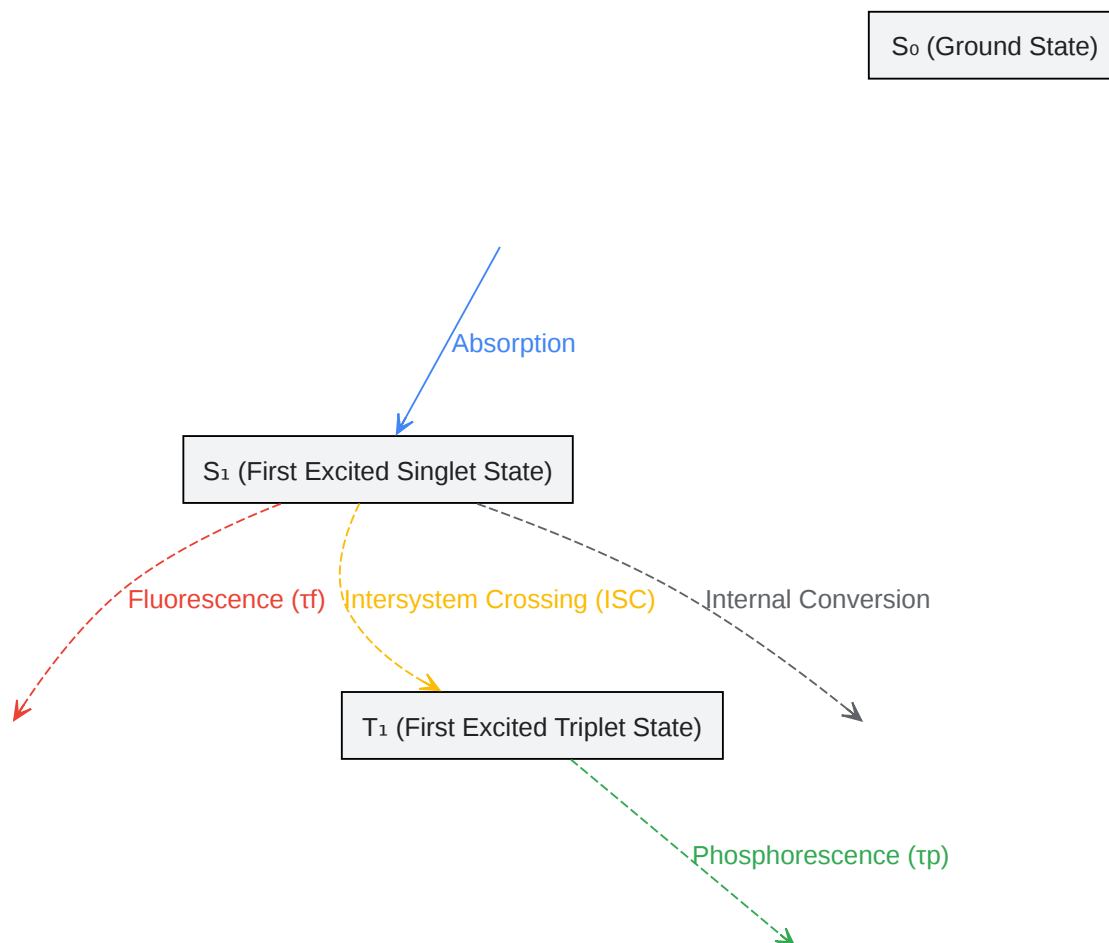 S₀ (Ground State)
Absorption
S₁ (First Excited Singlet State)
Fluorescence (τf)
Intersystem Crossing (ISC)
Internal Conversion
T₁ (First Excited Triplet State)
Phosphorescence (τp)